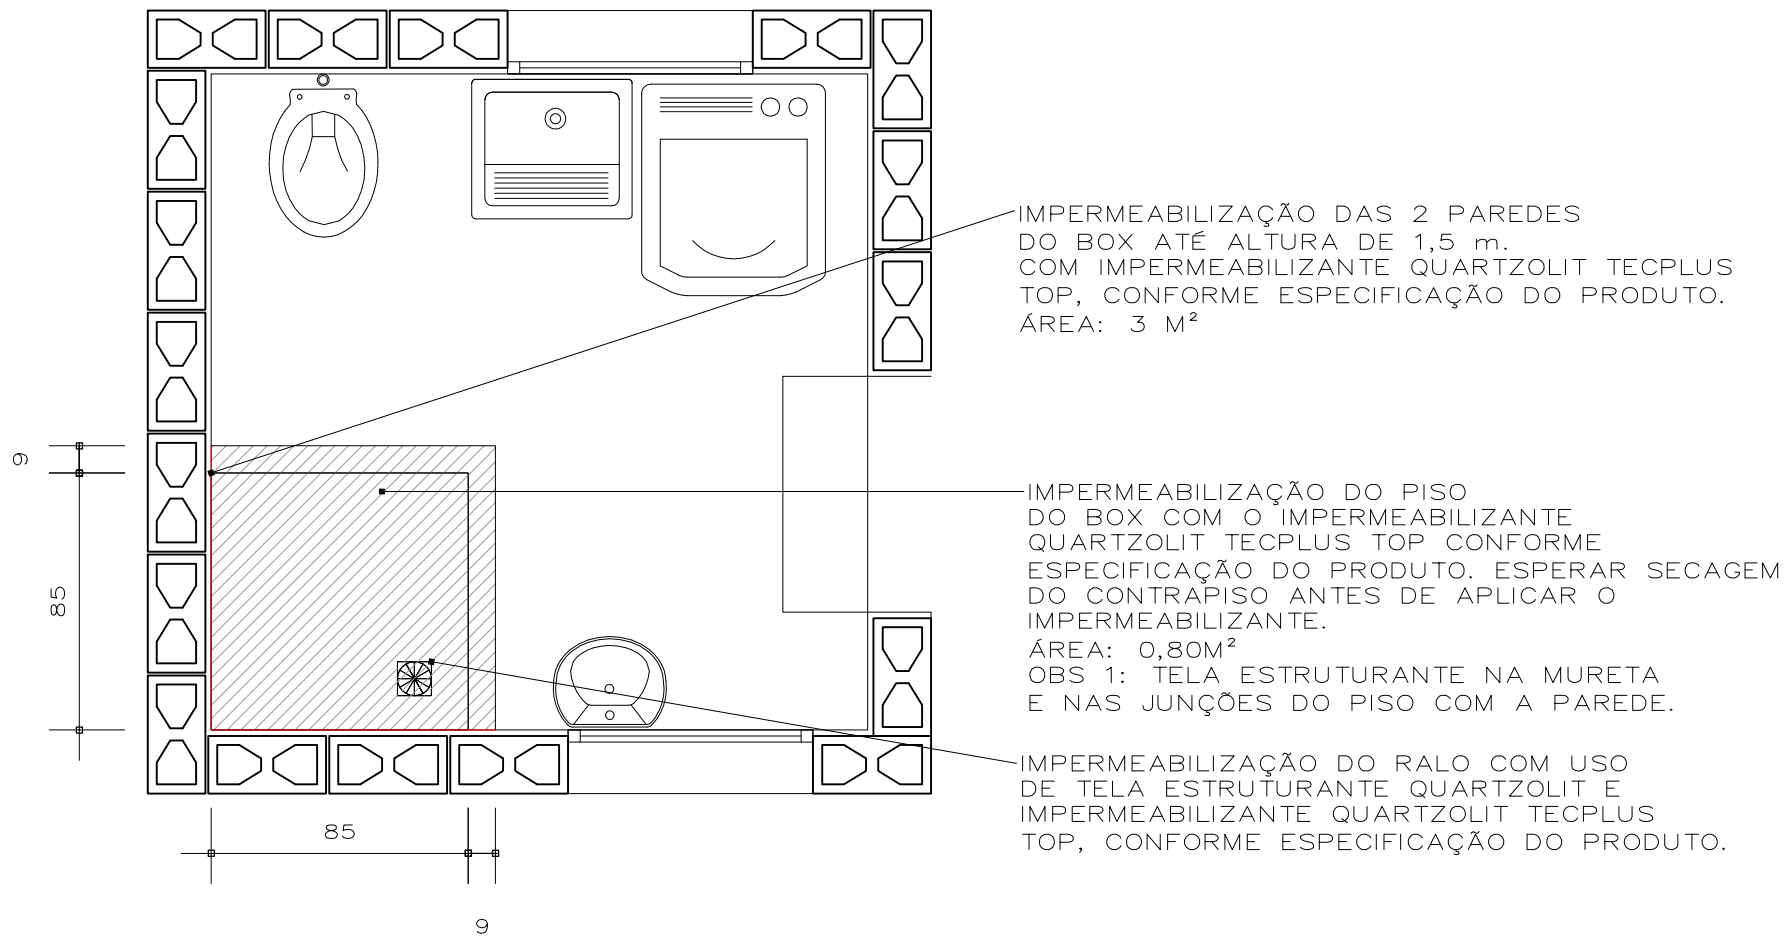 IMPERMEABILIZAÇÃO DAS 2 PAREDES
DO BOX ATÉ ALTURA DE 1,5 m.
COM IMPERMEABILIZANTE QUARTZOLIT TECPLUS
TOP, CONFORME ESPECIFICAÇÃO DO PRODUTO.
ÁREA: 3 M²
9
85
IMPERMEABILIZAÇÃO DO PISO
DO BOX COM O IMPERMEABILIZANTE
QUARTZOLIT TECPLUS TOP CONFORME
ESPECIFICAÇÃO DO PRODUTO. ESPERAR SECAGEM
DO CONTRAPISO ANTES DE APLICAR O
IMPERMEABILIZANTE.
ÁREA: 0,80M²
OBS 1: TELA ESTRUTURANTE NA MURETA
E NAS JUNÇÕES DO PISO COM A PAREDE.
IMPERMEABILIZAÇÃO DO RALO COM USO
DE TELA ESTRUTURANTE QUARTZOLIT E
IMPERMEABILIZANTE QUARTZOLIT TECPLUS
TOP, CONFORME ESPECIFICAÇÃO DO PRODUTO.
85
9